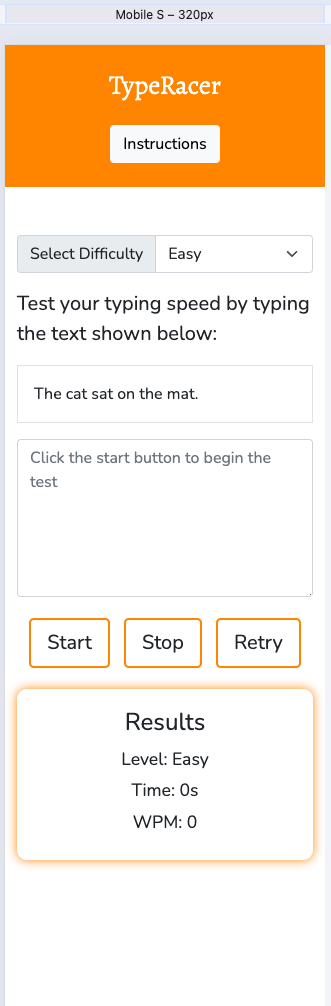 Mobile S – 320px
TypeRacer
Instructions
Select Difficulty Easy
Test your typing speed by typing
the text shown below:
The cat sat on the mat.
Click the start button to begin the
test
Start Stop Retry
Results
Level: Easy
Time: 0s
WPM: 0